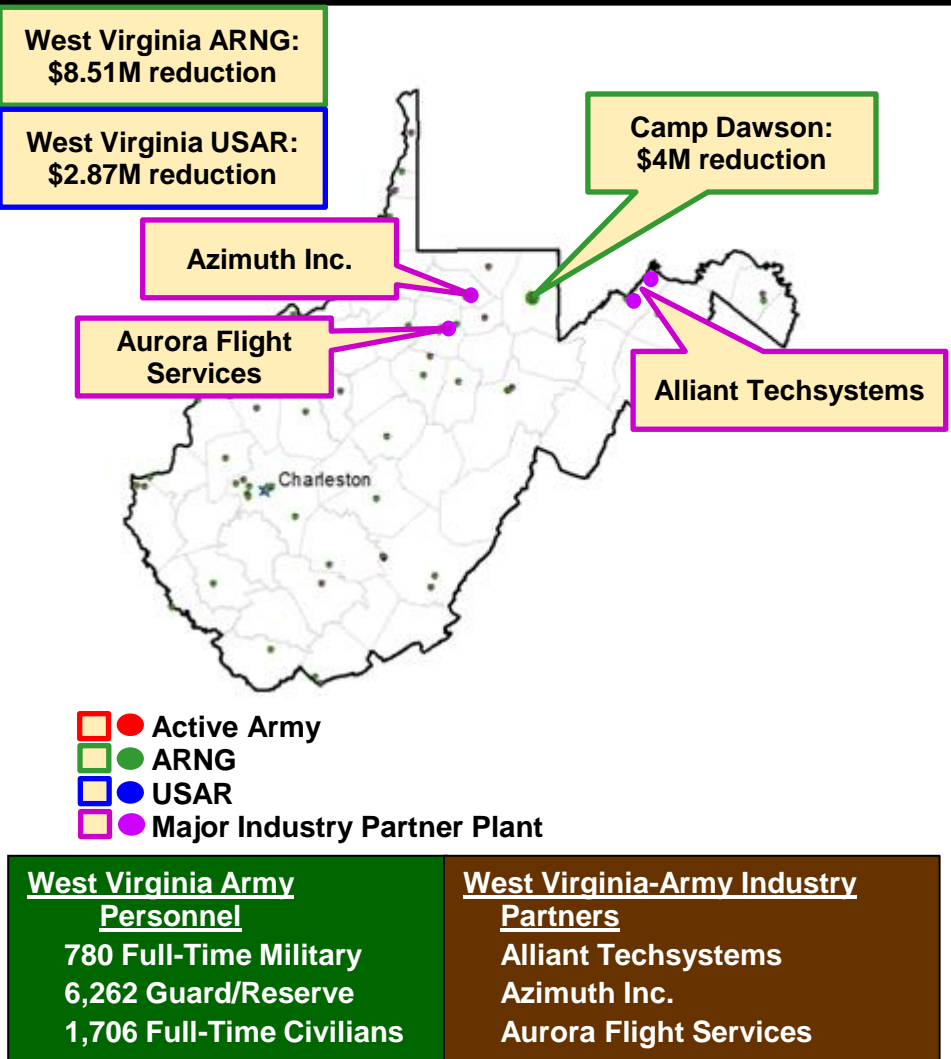 West Virginia ARNG:
$8.51M reduction
West Virginia USAR:
$2.87M reduction
Camp Dawson:
$4M reduction
Azimuth Inc.
Aurora Flight
Services
Alliant Techsystems
Charleston
Active Army
ARNG
USAR
Major Industry Partner Plant
West Virginia Army
Personnel
780 Full-Time Military
6,262 Guard/Reserve
1,706 Full-Time Civilians
West Virginia-Army Industry
Partners
Alliant Techsystems
Azimuth Inc.
Aurora Flight Services